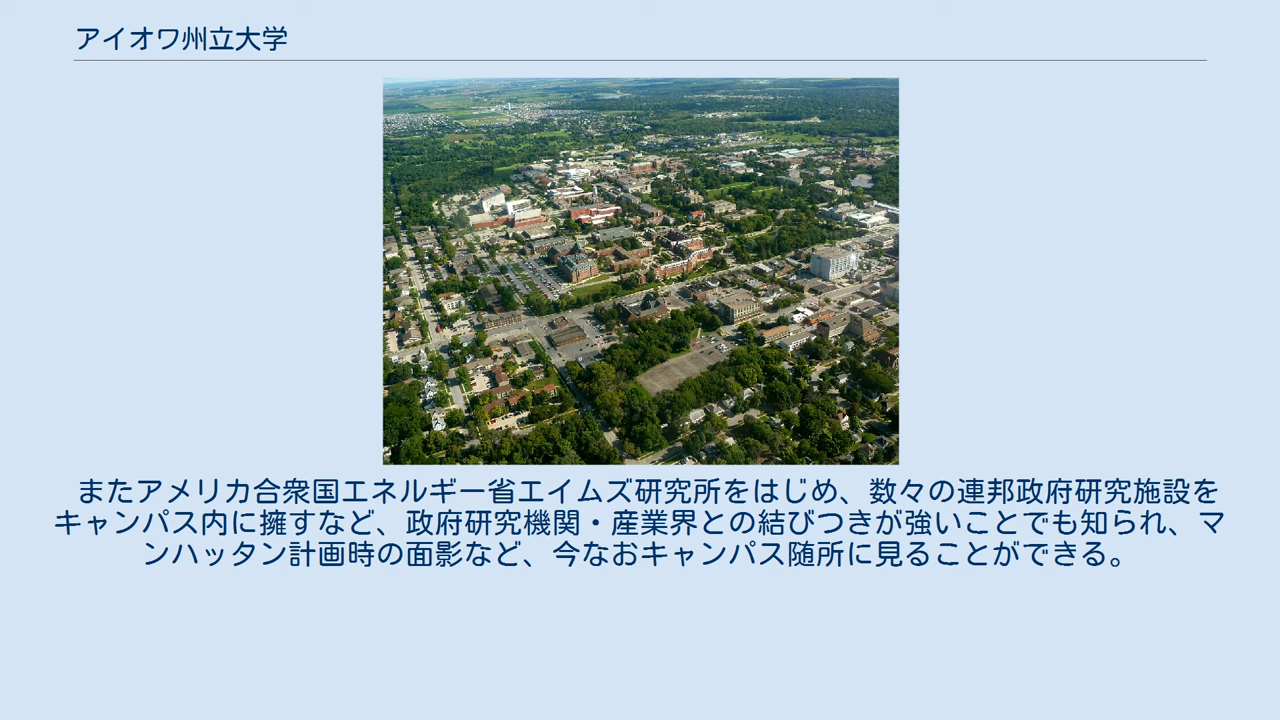 アイオワ州立大学
またアメリカ合衆国エネルギー省エイムズ研究所をはじめ、数々の連邦政府研究施設を
キャンパス内に擁すなど、政府研究機関・産業界との結びつきが強いことでも知られ、マ
ンハッタン計画時の面影など、今なおキャンパス随所に見ることができる。